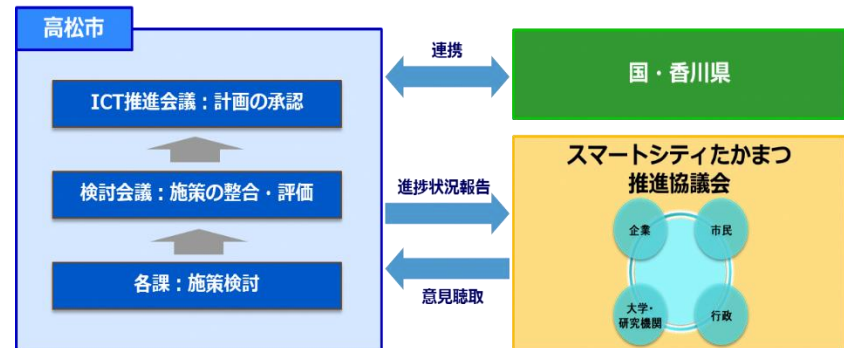 高松市
ICT推進会議：計画の承認
検討会議：施策の整合・評価
各課：施策検討
連携
進捗状況報告
意見聴取
国・香川県
スマートシティたかまつ
推進協議会
企業
市民
大学・
研究機関
行政